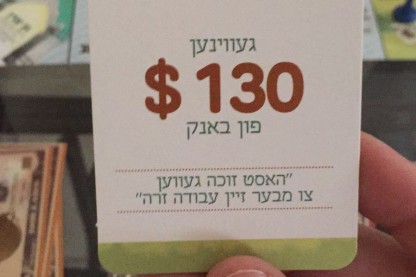 געווינען
$ 130
פון באנק
"האסט זוכה געווען
צו מבער זיין עבודה זרה"